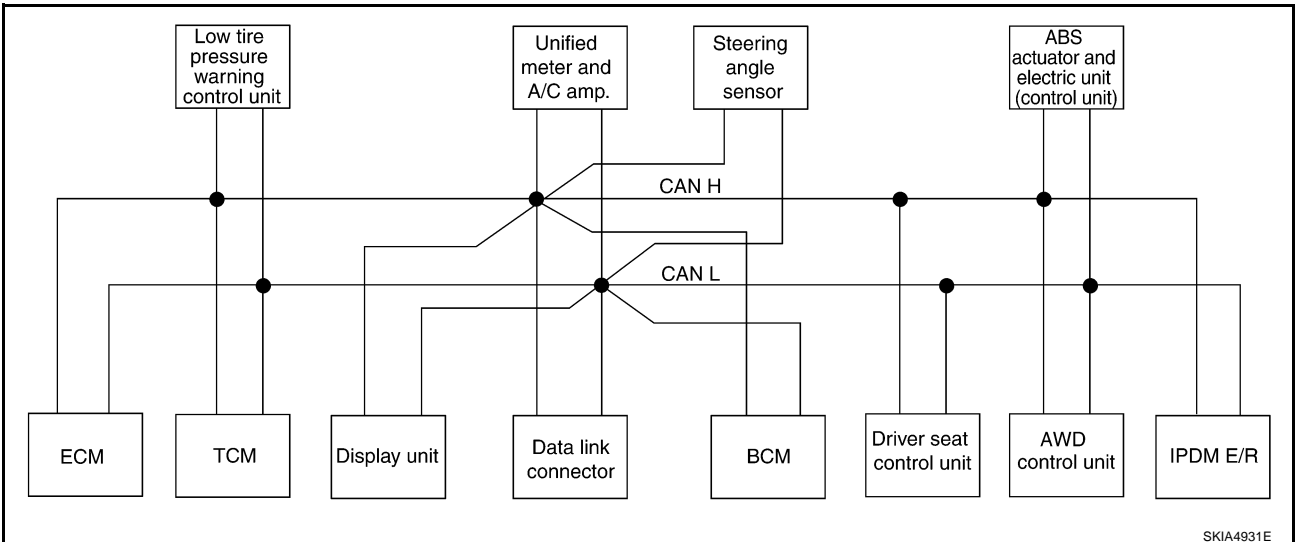 Low tire
pressure
warning
control unit
Unified
meter and
A/C amp.
Steering
angle
sensor
ABS
actuator and
electric unit
(control unit)
CAN H
CAN L
ECM
TCM
Display unit
Data link
connector
BCM
Driver seat
control unit
AWD
control unit
IPDM E/R
SKIA4931E